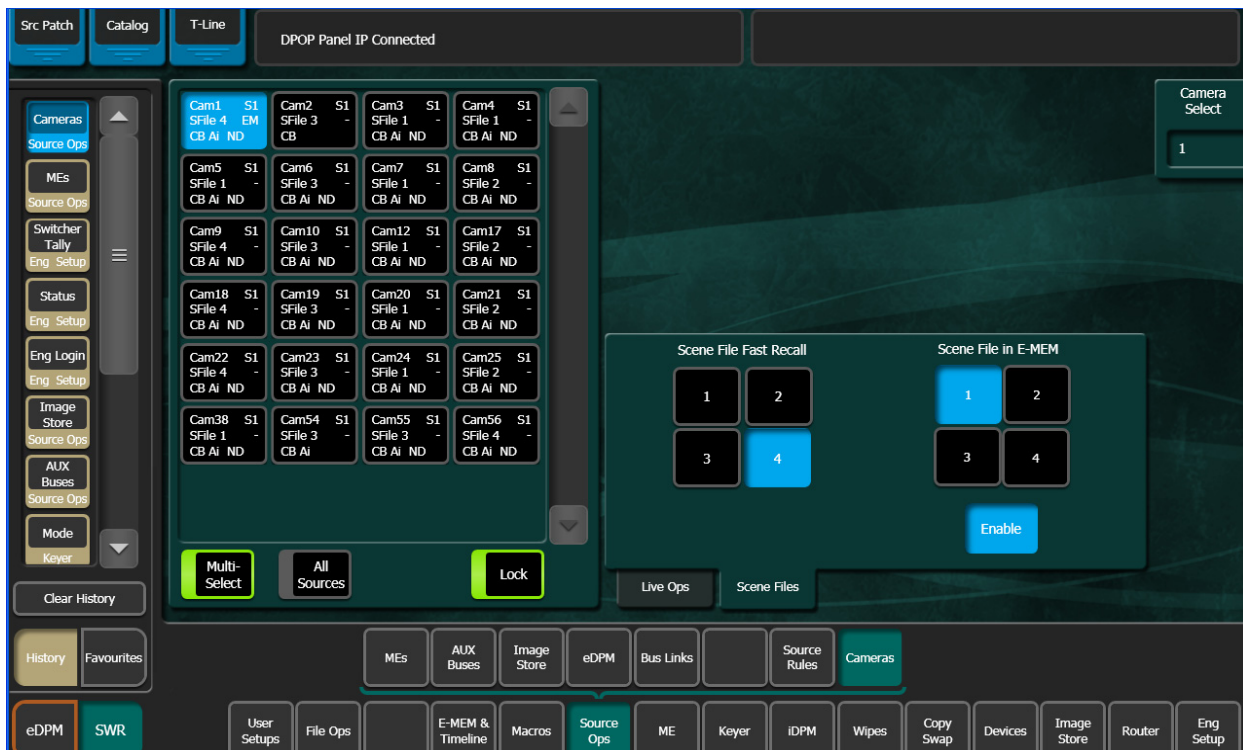 Src Patch
Catalog
T-Line
DPOP Panel IP Connected
Cameras
Source Ops
MEs
Source Ops
Switcher
Tally
Eng Setup
Status
Eng Setup
Eng Login
Eng Setup
Image
Store
Source Ops
AUX
Buses
Source Ops
Mode
Keyer
Clear History
History
Favourites
Cam1 S1
SFile 4 EM
CB Ai ND
Cam2 S1
SFile 3 -
CB
Cam3 S1
SFile 1 -
CB Ai ND
Cam4 S1
SFile 1 -
CB Ai ND
Cam5 S1
SFile 1 -
CB Ai ND
Cam6 S1
SFile 3 -
CB Ai ND
Cam7 S1
SFile 1 -
CB Ai ND
Cam8 S1
SFile 2 -
CB Ai ND
Cam9 S1
SFile 4 -
CB Ai ND
Cam10 S1
SFile 3 -
CB Ai ND
Cam12 S1
SFile 1 -
CB Ai ND
Cam17 S1
SFile 2 -
CB Ai ND
Cam18 S1
SFile 4 -
CB Ai ND
Cam19 S1
SFile 3 -
CB Ai ND
Cam20 S1
SFile 1 -
CB Ai ND
Cam21 S1
SFile 2 -
CB Ai ND
Cam22 S1
SFile 4 -
CB Ai ND
Cam23 S1
SFile 3 -
CB Ai ND
Cam24 S1
SFile 1 -
CB Ai ND
Cam25 S1
SFile 2 -
CB Ai ND
Cam38 S1
SFile 1 -
CB Ai ND
Cam54 S1
SFile 3 -
CB Ai
Cam55 S1
SFile 3 -
CB Ai ND
Cam56 S1
SFile 4 -
CB Ai ND
Multi-
Select
All
Sources
Lock
Camera
Select
1
Scene File Fast Recall
1 2
3 4
Scene File in E-MEM
1 2
3 4
Enable
Live Ops
Scene Files
MEs
AUX
Buses
Image
Store
eDPM
Bus Links
Source
Rules
Cameras
eDPM
SWR
User
Setups
File Ops
E-MEM &
Timeline
Macros
Source
Ops
ME
Keyer
iDPM
Wipes
Copy
Swap
Devices
Image
Store
Router
Eng
Setup